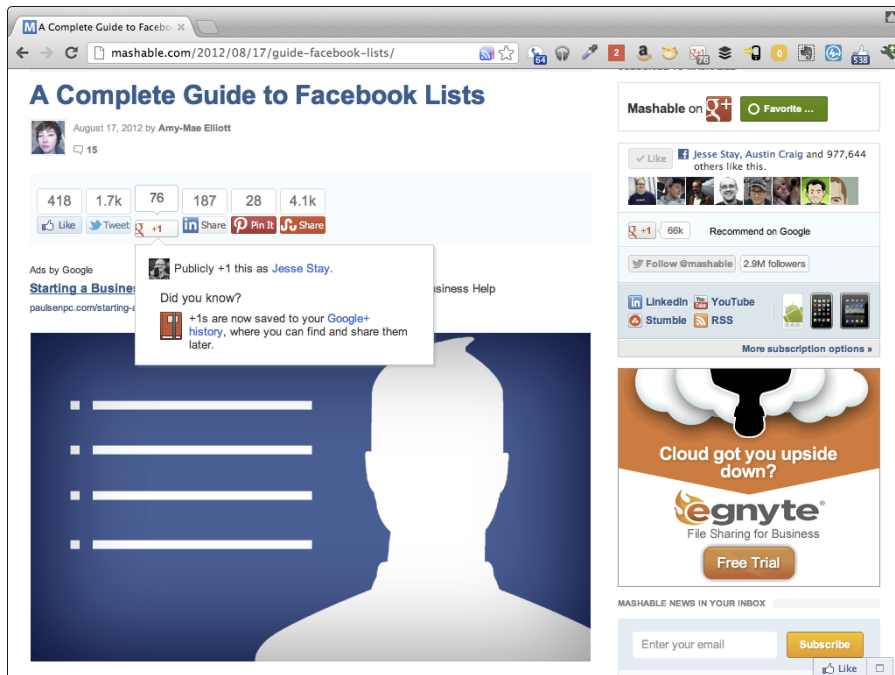 A Complete Guide to Facebo
mashable.com/2012/08/17/guide-facebook-lists/
64
2
76
0
538
A Complete Guide to Facebook Lists
August 17, 2012 by Amy-Mae Elliott
15
418 1.7k 76 187 28 4.1k
Like Tweet +1 Share Pin It Share
Publicly +1 this as Jesse Stay.
Did you know?
+1s are now saved to your Google+
history, where you can find and share them
later.
Ads by Google
Starting a Busines
siness Help
paulsenpc.com/starting-a
Mashable on g+ Favorite ...
Like Jesse Stay, Austin Craig and 977,644
others like this.
+1 66k Recommend on Google
Follow @mashable 2.9M followers
LinkedIn YouTube
Stumble RSS
More subscription options »
Cloud got you upside
down?
egnyte
File Sharing for Business
Free Trial
MASHABLE NEWS IN YOUR INBOX
Enter your email Subscribe
Like